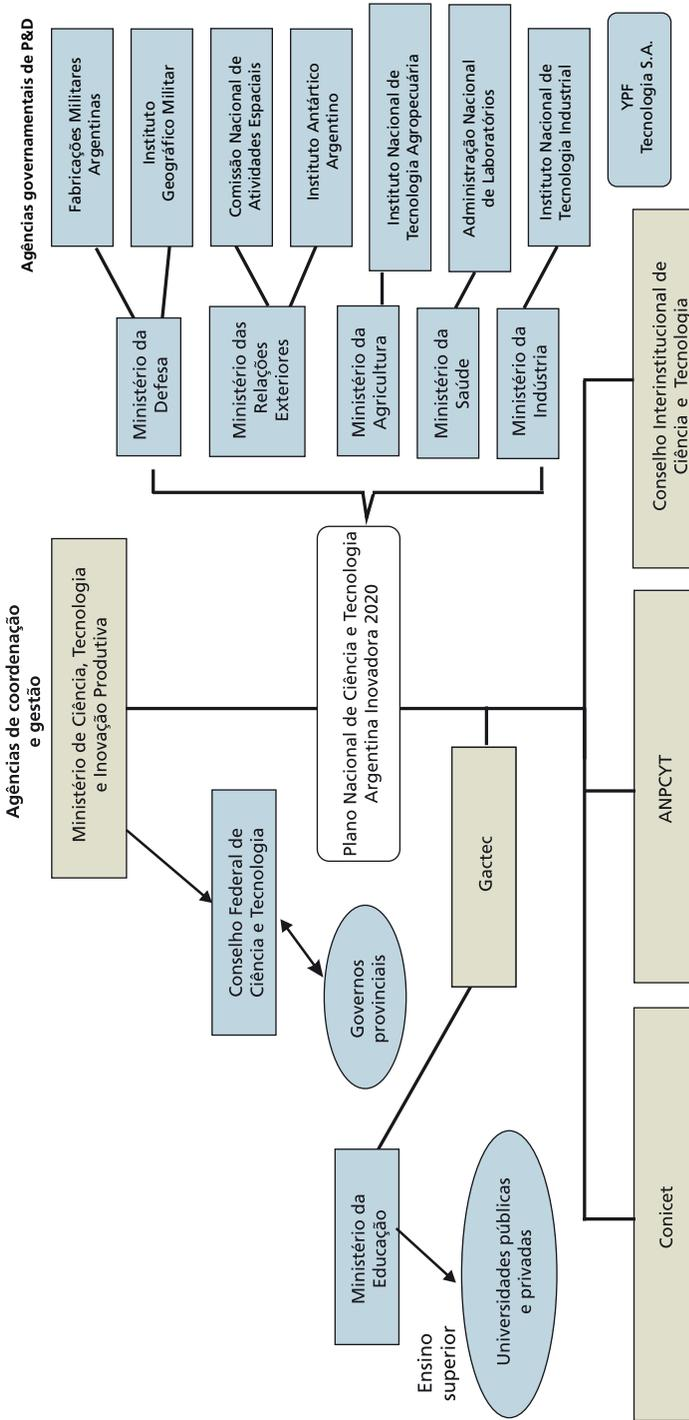 Agências de coordenação
e gestão
Agências governamentais de P&D
Ministério de Ciência, Tecnologia
e Inovação Produtiva
Conselho Federal de
Ciência e Tecnologia
Governos
provinciais
Ministério da
Educação
Ensino
superior
Universidades públicas
e privadas
Plano Nacional de Ciência e Tecnologia
Argentina Inovadora 2020
Gactec
Ministério da
Defesa
Ministério das
Relações
Exteriores
Ministério da
Agricultura
Ministério da
Saúde
Ministério da
Indústria
Fabricações Militares
Argentinas
Instituto
Geográfico Militar
Comissão Nacional de
Atividades Espaciais
Instituto Antártico
Argentino
Instituto Nacional de
Tecnologia Agropecuária
Administração Nacional
de Laboratórios
Instituto Nacional de
Tecnologia Industrial
YPF
Tecnologia S.A.
Conicet
ANPCYT
Conselho Interinstitucional de
Ciência e Tecnologia